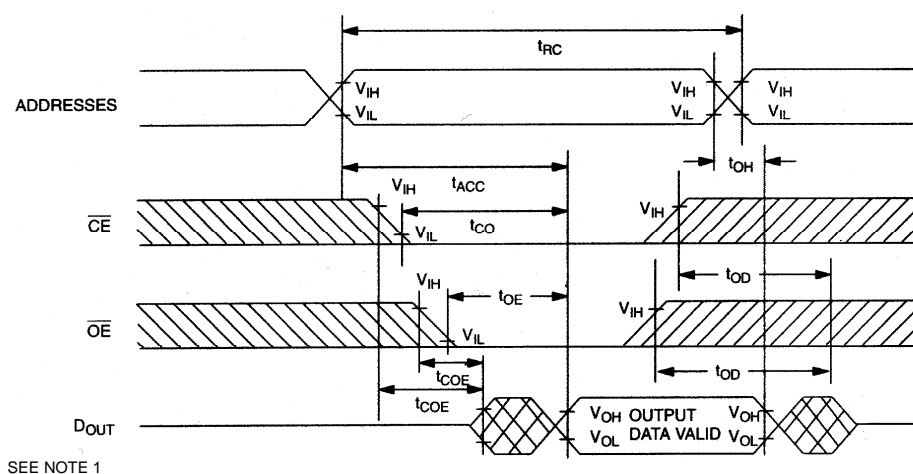 tRC
ADDRESSES
VIH VIH VIH
VIL VIL VIL
tOH
tACC
CE VIH tCO VIL VIH
tOD
OE VIH tOE VIL VIH
tCOE tOD
tCOE
DOUT VOH OUTPUT VOH
VOL DATA VALID VOL
SEE NOTE 1